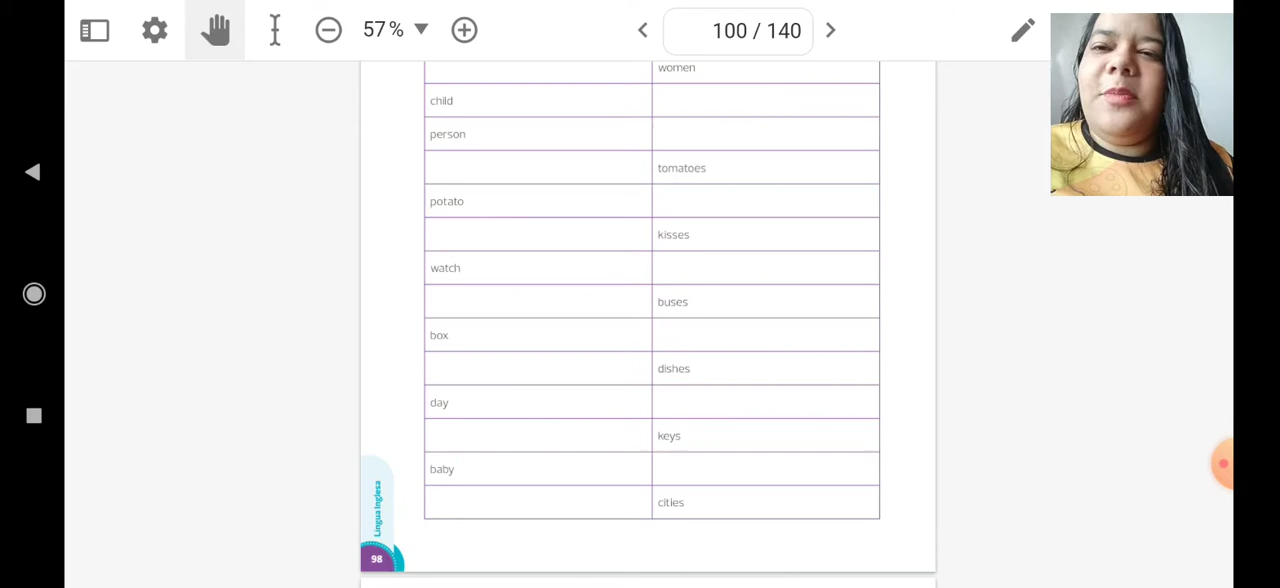 57 %
100 / 140
women
child
person
tomatoes
potato
kisses
watch
buses
box
dishes
day
keys
baby
cities
Língua Inglesa
98